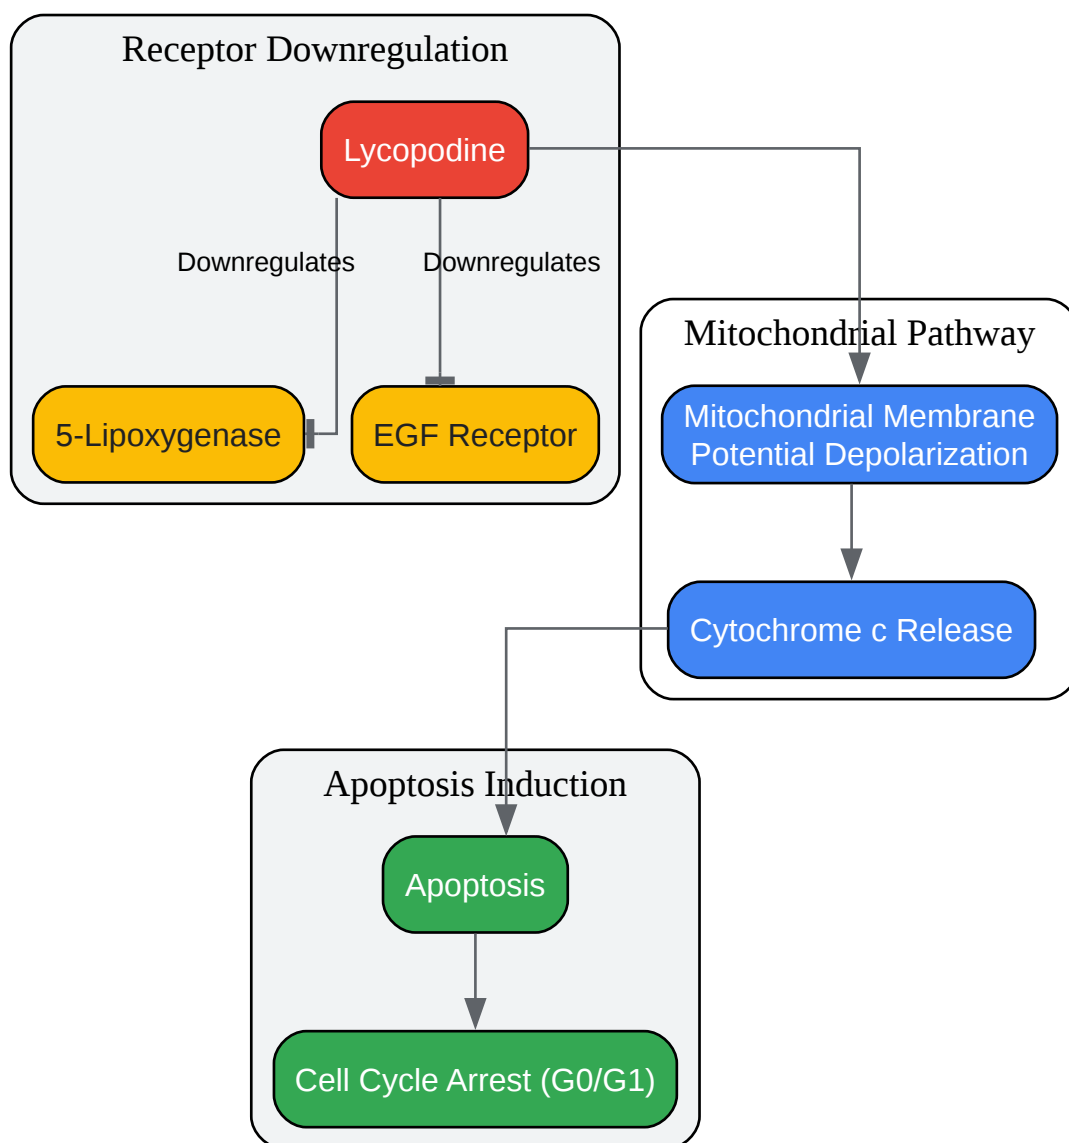 Receptor Downregulation
Lycopodine
Downregulates
Downregulates
5-Lipoxygenase
EGF Receptor
Mitochondrial Pathway
Mitochondrial Membrane
Potential Depolarization
Cytochrome c Release
Apoptosis Induction
Apoptosis
Cell Cycle Arrest (G0/G1)